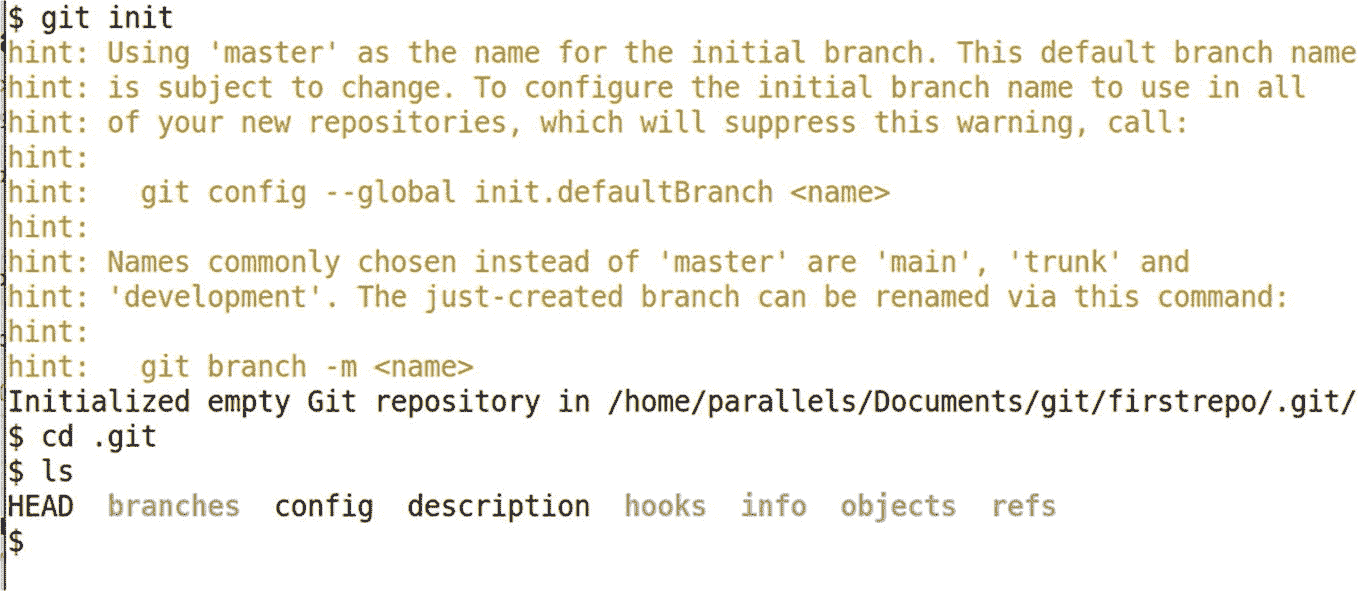 $ git init
hint: Using 'master' as the name for the initial branch. This default branch name
hint: is subject to change. To configure the initial branch name to use in all
hint: of your new repositories, which will suppress this warning, call:
hint:
hint:   git config --global init.defaultBranch <name>
hint:
hint: Names commonly chosen instead of 'master' are 'main', 'trunk' and
hint: 'development'. The just-created branch can be renamed via this command:
hint:
hint:   git branch -m <name>
Initialized empty Git repository in /home/parallels/Documents/git/firstrepo/.git/
$ cd .git
$ ls
HEAD  branches  config  description  hooks  info  objects  refs
$